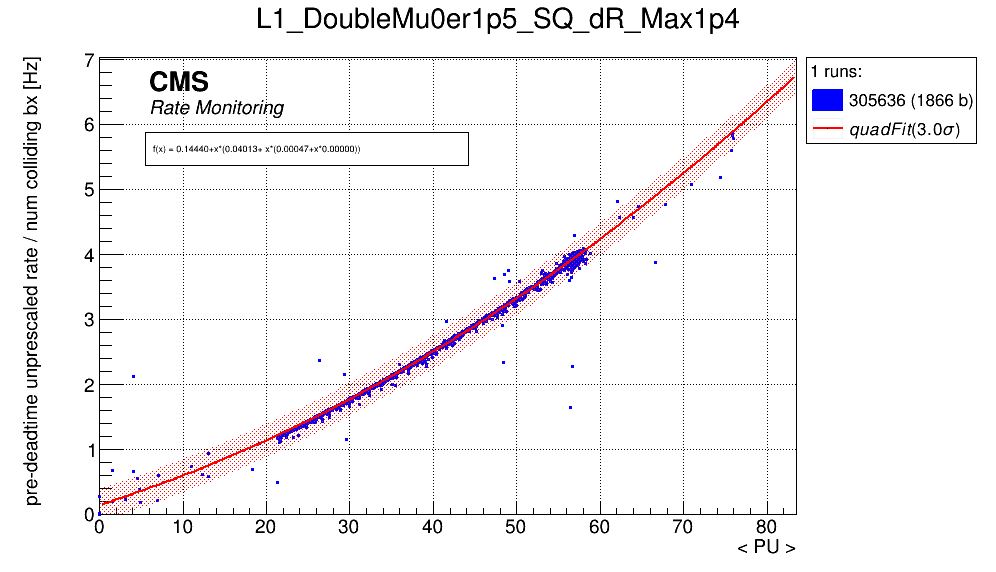 L1_DoubleMu0er1p5_SQ_dR_Max1p4
pre-deadtime unprescaled rate / num colliding bx [Hz]
7
6
5
4
3
2
1
0
CMS
Rate Monitoring
f(x) = 0.14440+x*(0.04013+ x*(0.00047+x*0.00000))
1 runs:
305636 (1866 b)
quadFit(3.0σ)
0 10 20 30 40 50 60 70 80
< PU >